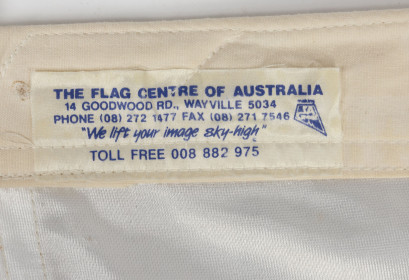 THE FLAG CENTRE OF AUSTRALIA
14 GOODWOOD RD., WAYVILLE 5034
PHONE (08) 272 1477 FAX (08) 271 7546
"We lift your image sky-high"
TOLL FREE 008 882 975